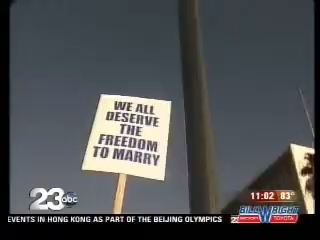 WE ALL
DESERVE
THE
FREEDOM
TO MARRY
23 abc
11:02 83°
EVENTS IN HONG KONG AS PART OF THE BEIJING OLYMPICS
BILL WRIGHT
TOYOTA